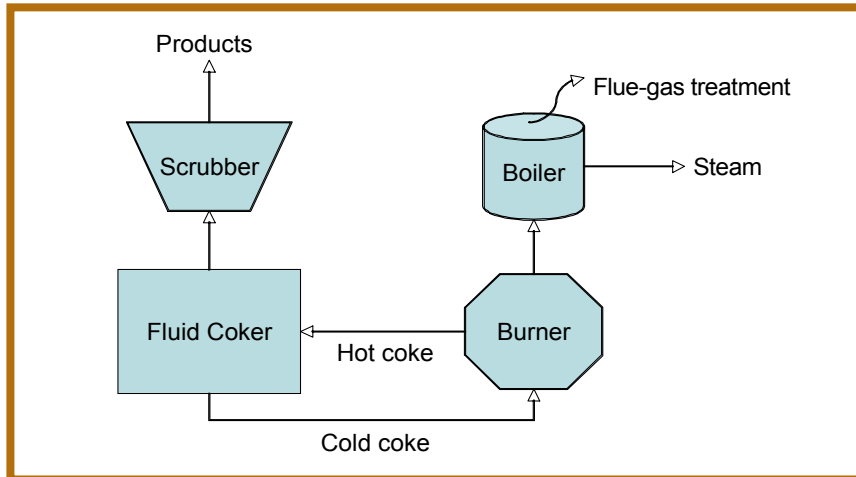 Products
Flue-gas treatment
Scrubber
Boiler
Steam
Fluid Coker
Burner
Hot coke
Cold coke